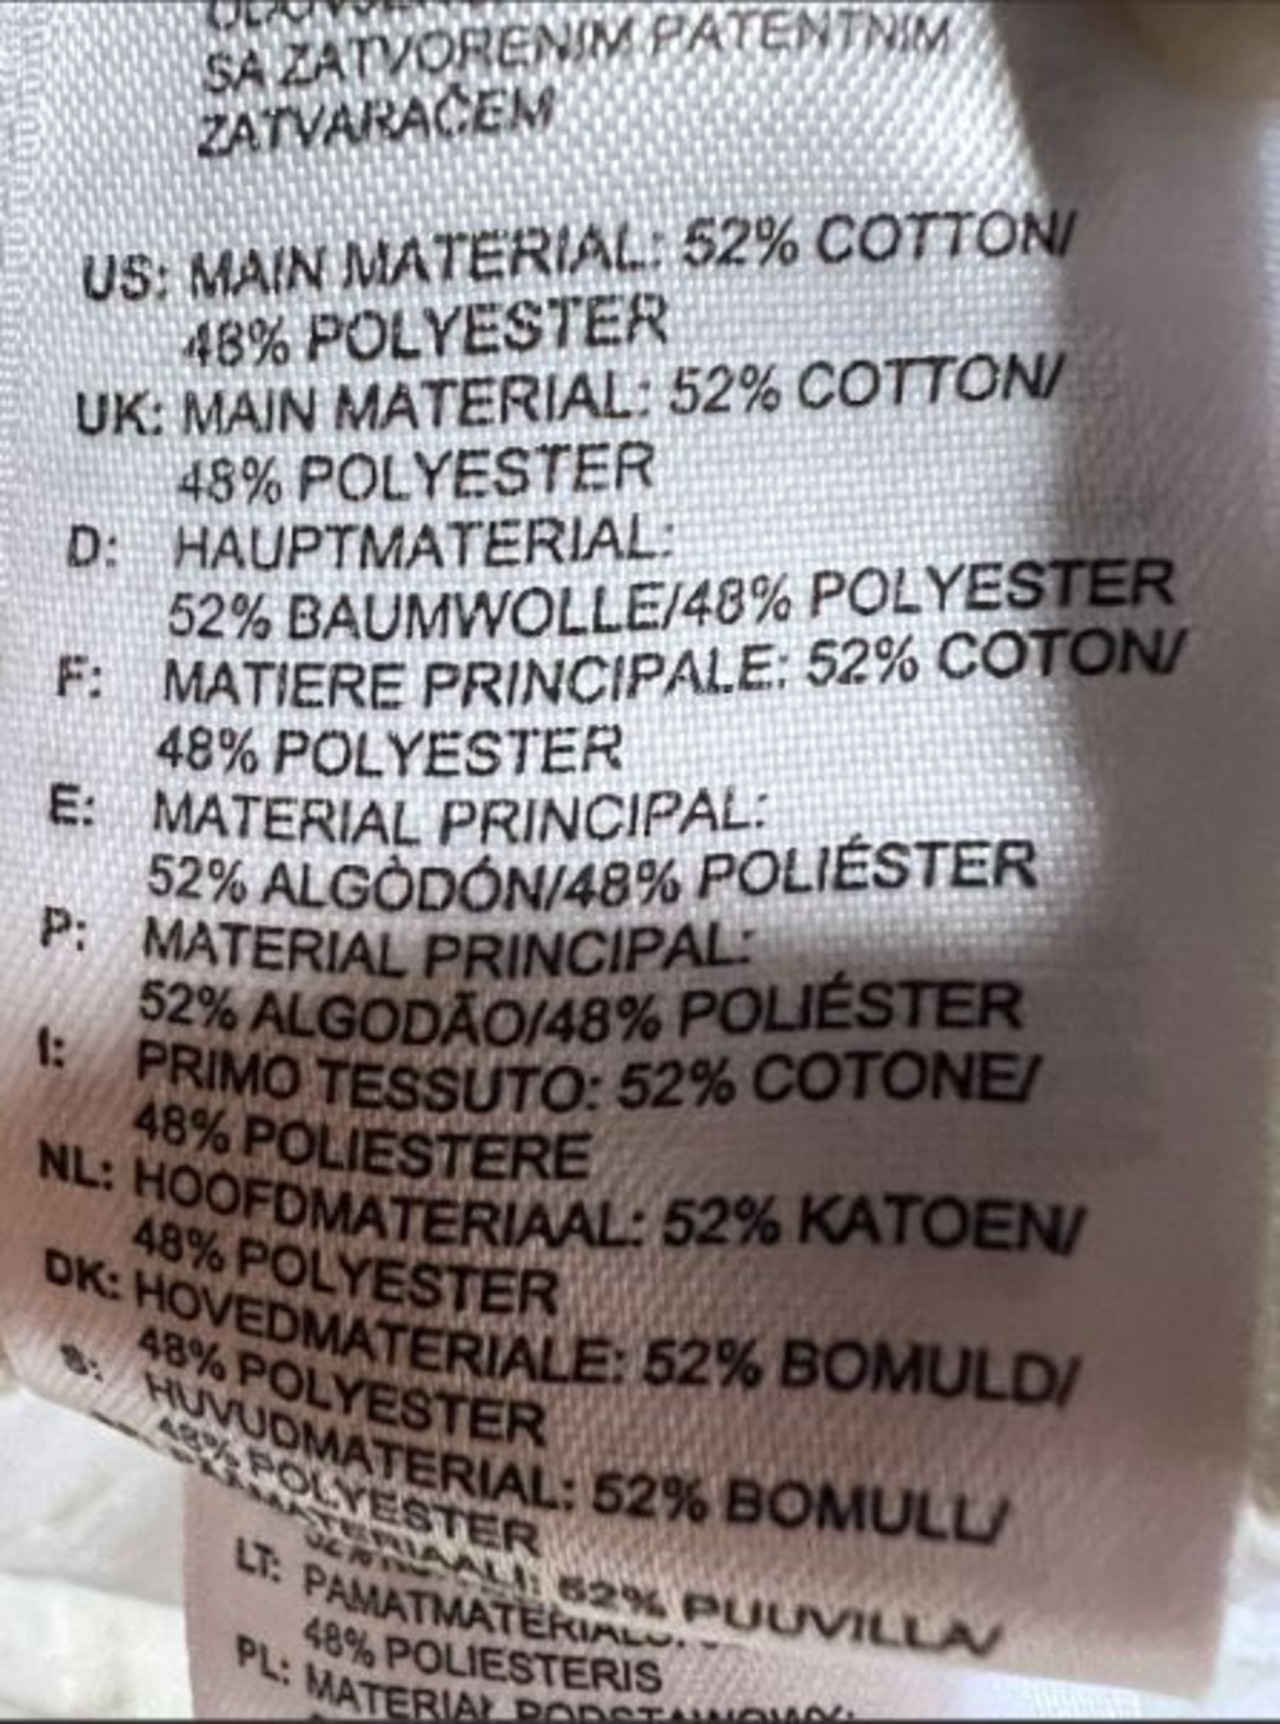 SA ZATVORENIM PATENTNIM
ZATVARAČEM
US: MAIN MATERIAL: 52% COTTON/
48% POLYESTER
UK: MAIN MATERIAL: 52% COTTON/
48% POLYESTER
D: HAUPTMATERIAL:
52% BAUMWOLLE/48% POLYESTER
F: MATIERE PRINCIPALE: 52% COTON/
48% POLYESTER
E: MATERIAL PRINCIPAL:
52% ALGÒDÓN/48% POLIÉSTER
P: MATERIAL PRINCIPAL:
52% ALGODÃO/48% POLIÉSTER
I: PRIMO TESSUTO: 52% COTONE/
48% POLIESTERE
NL: HOOFDMATERIAAL: 52% KATOEN/
48% POLYESTER
DK: HOVEDMATERIALE: 52% BOMULD/
48% POLYESTER
S: HUVUDMATERIAL: 52% BOMULL/
48% POLYESTER
52% PUUVILLA/
LT:
48% POLIESTERIS
PL: MATERIAŁ PODSTAWOWY: